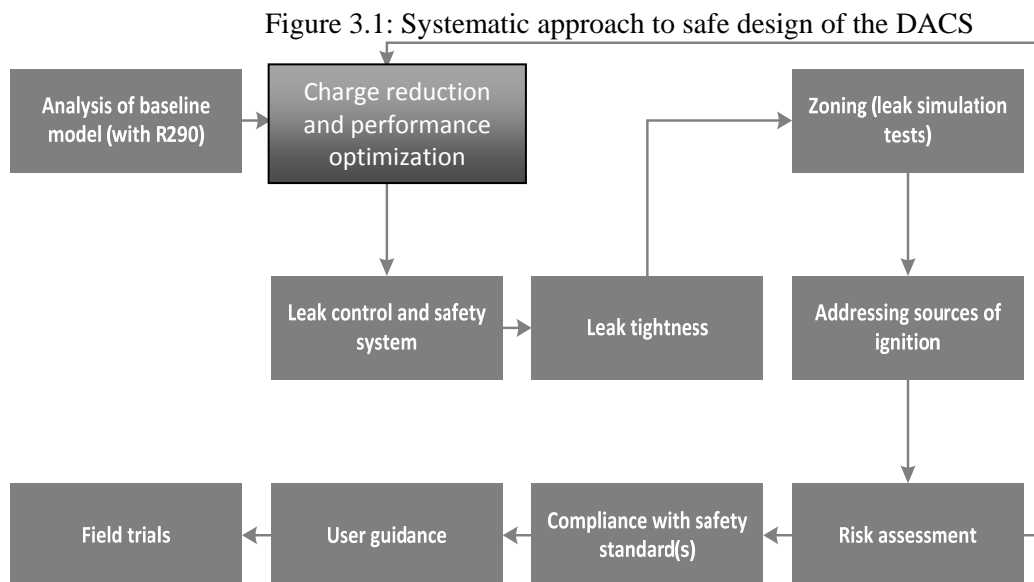 Figure 3.1: Systematic approach to safe design of the DACS
Analysis of baseline
model (with R290)
Charge reduction
and performance
optimization
Zoning (leak simulation
tests)
Leak control and safety
system
Leak tightness
Addressing sources of
ignition
Field trials
User guidance
Compliance with safety
standard(s)
Risk assessment